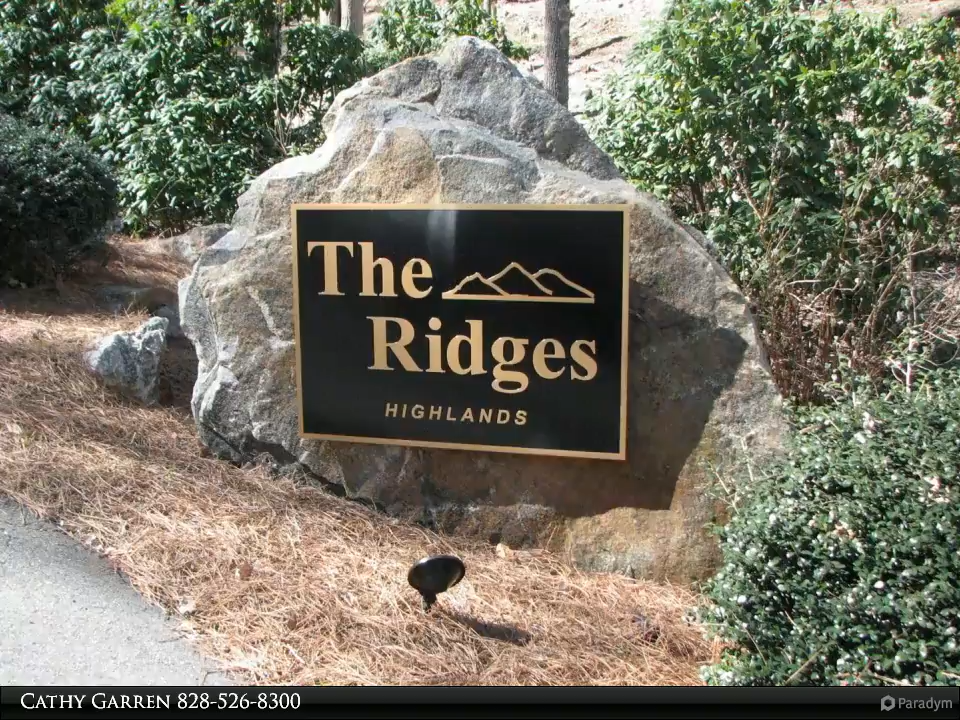 The
Ridges
HIGHLANDS
CATHY GARREN 828-526-8300
Paradym